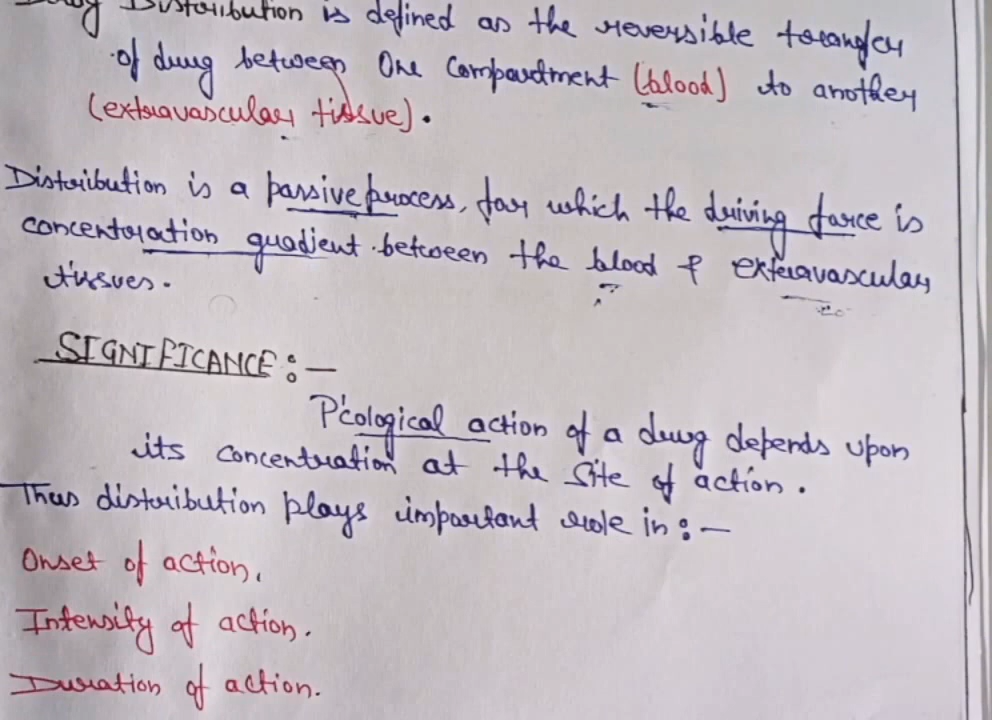 Drug Distribution is defined as the reversible transfer
of drug between One Compartment (blood) to another
(extravascular tissue).
Distribution is a passive process, for which the driving force is
concentration gradient between the blood & extravascular
tissues.
SIGNIFICANCE :-
P'cological action of a drug depends upon
its concentration at the site of action.
Thus distribution plays important role in :-
Onset of action.
Intensity of action.
Duration of action.